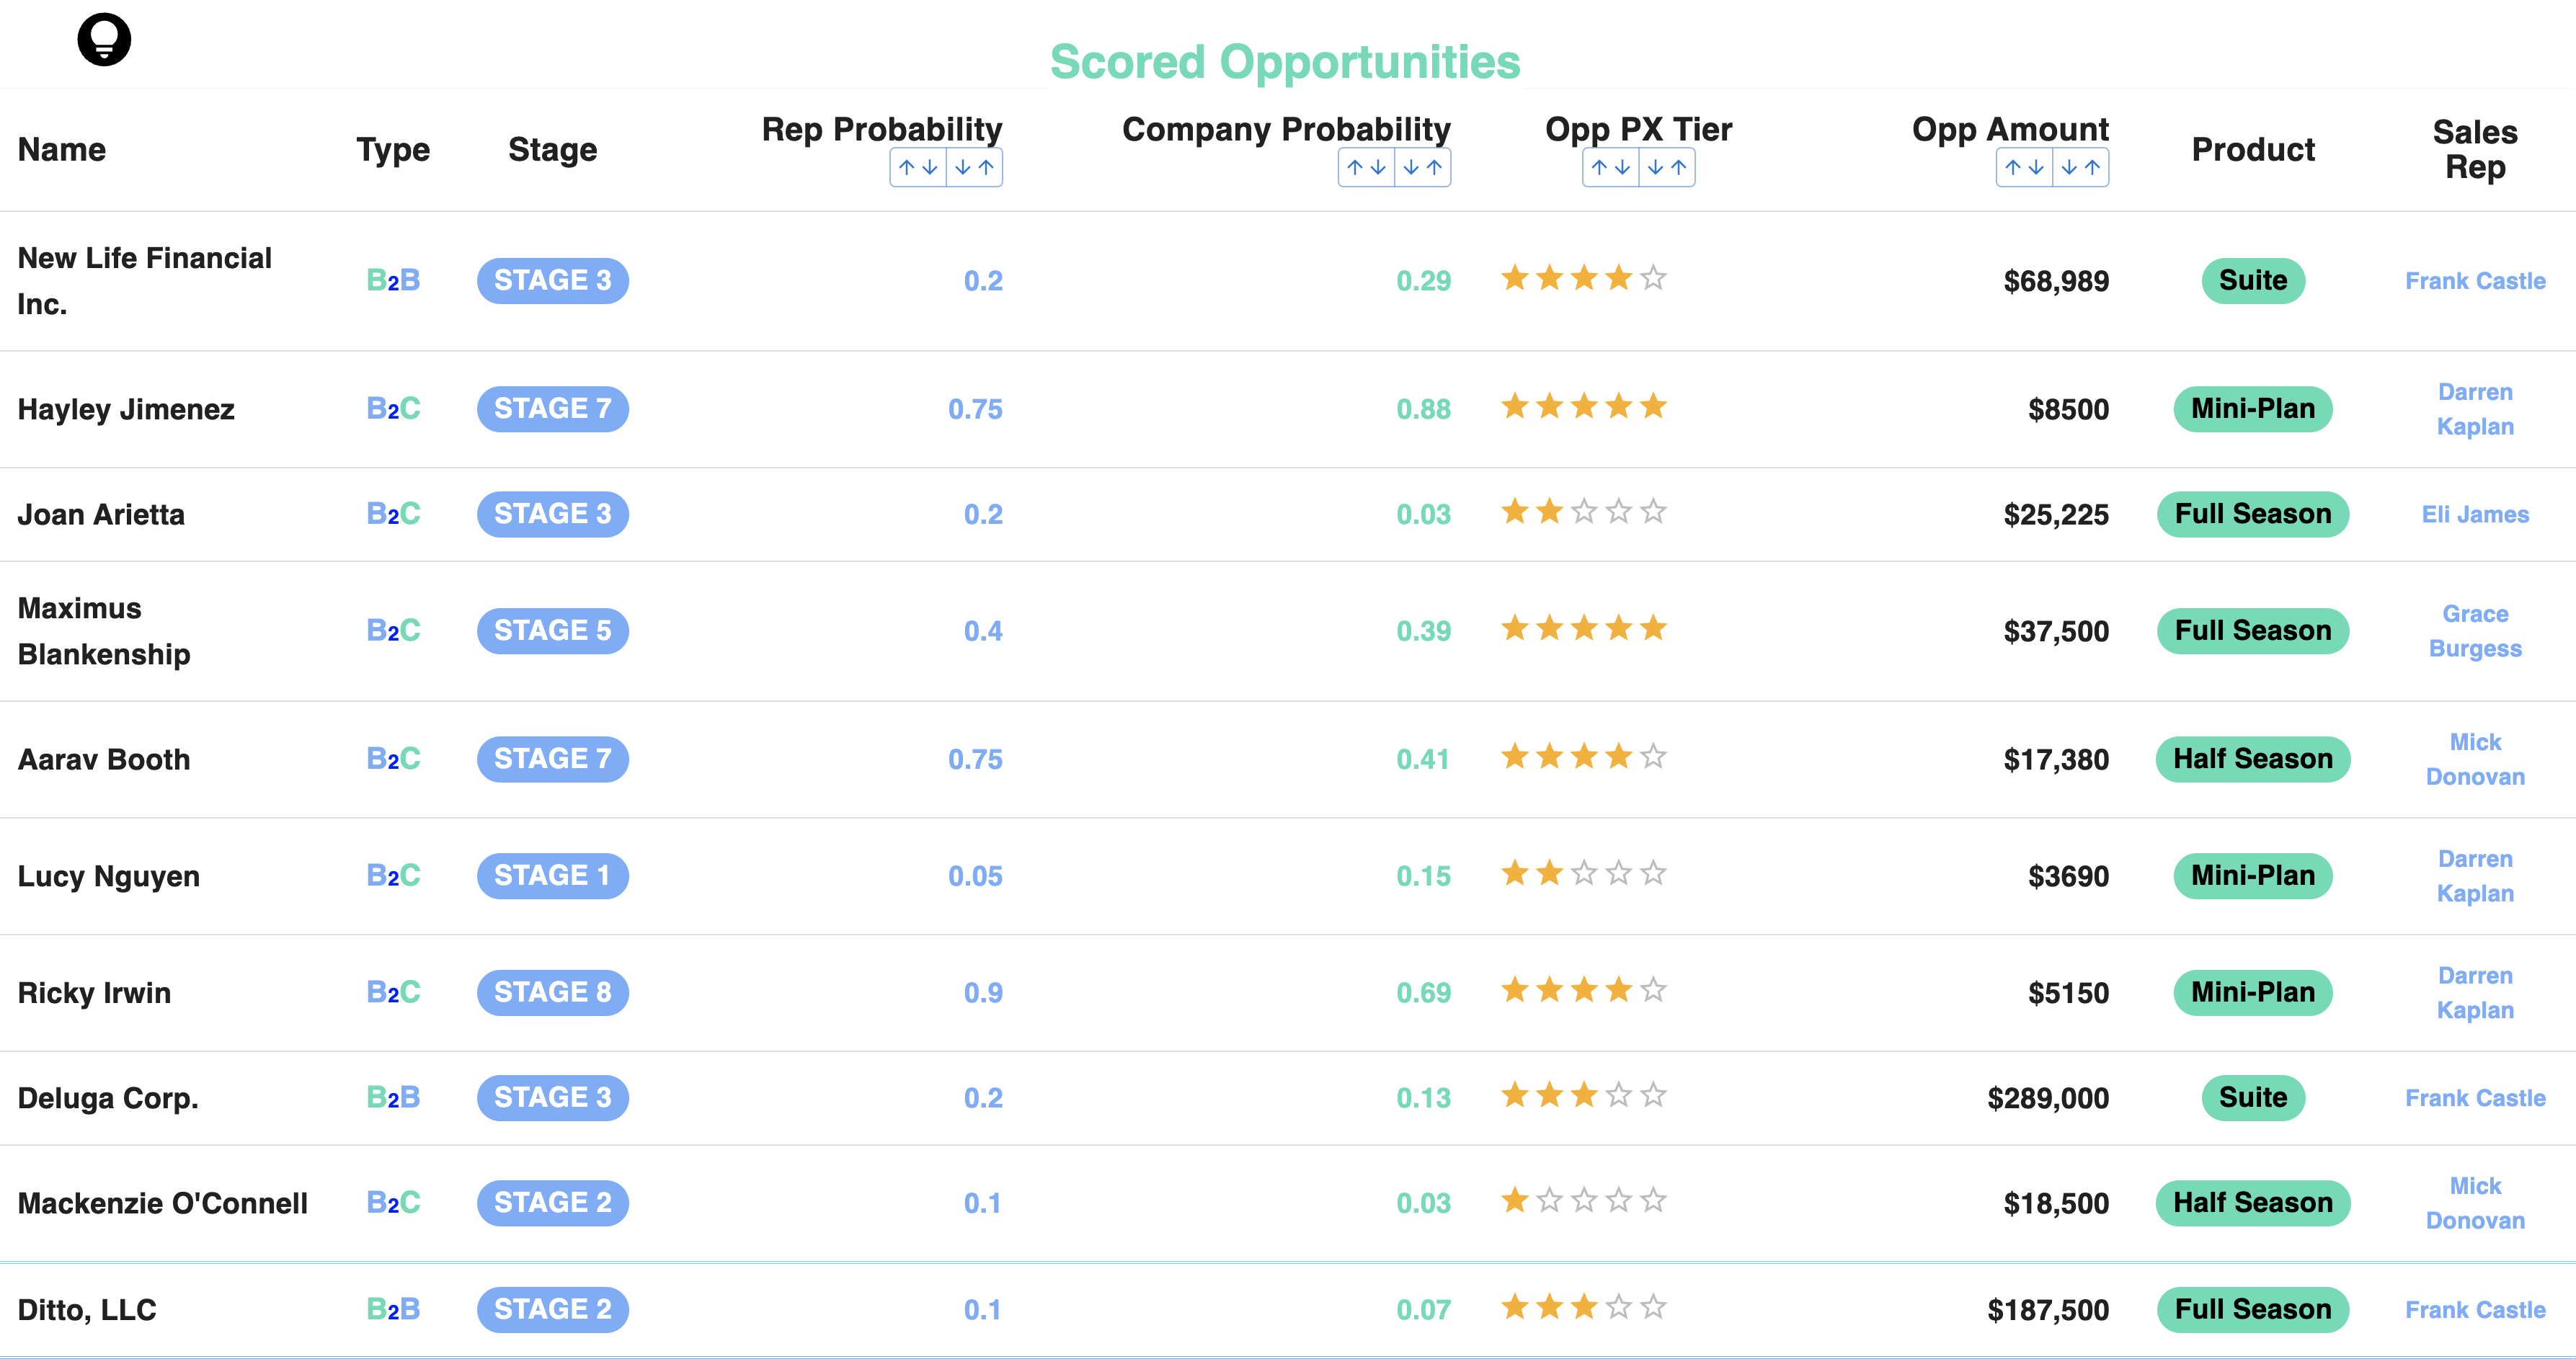 Scored Opportunities
Name Type Stage Rep Probability Company Probability Opp PX Tier Opp Amount Product Sales Rep
New Life Financial Inc. B2B STAGE 3 0.2 0.29 $68,989 Suite Frank Castle
Hayley Jimenez B2C STAGE 7 0.75 0.88 $8500 Mini-Plan Darren Kaplan
Joan Arietta B2C STAGE 3 0.2 0.03 $25,225 Full Season Eli James
Maximus Blankenship B2C STAGE 5 0.4 0.39 $37,500 Full Season Grace Burgess
Aarav Booth B2C STAGE 7 0.75 0.41 $17,380 Half Season Mick Donovan
Lucy Nguyen B2C STAGE 1 0.05 0.15 $3690 Mini-Plan Darren Kaplan
Ricky Irwin B2C STAGE 8 0.9 0.69 $5150 Mini-Plan Darren Kaplan
Deluga Corp. B2B STAGE 3 0.2 0.13 $289,000 Suite Frank Castle
Mackenzie O'Connell B2C STAGE 2 0.1 0.03 $18,500 Half Season Mick Donovan
Ditto, LLC B2B STAGE 2 0.1 0.07 $187,500 Full Season Frank Castle